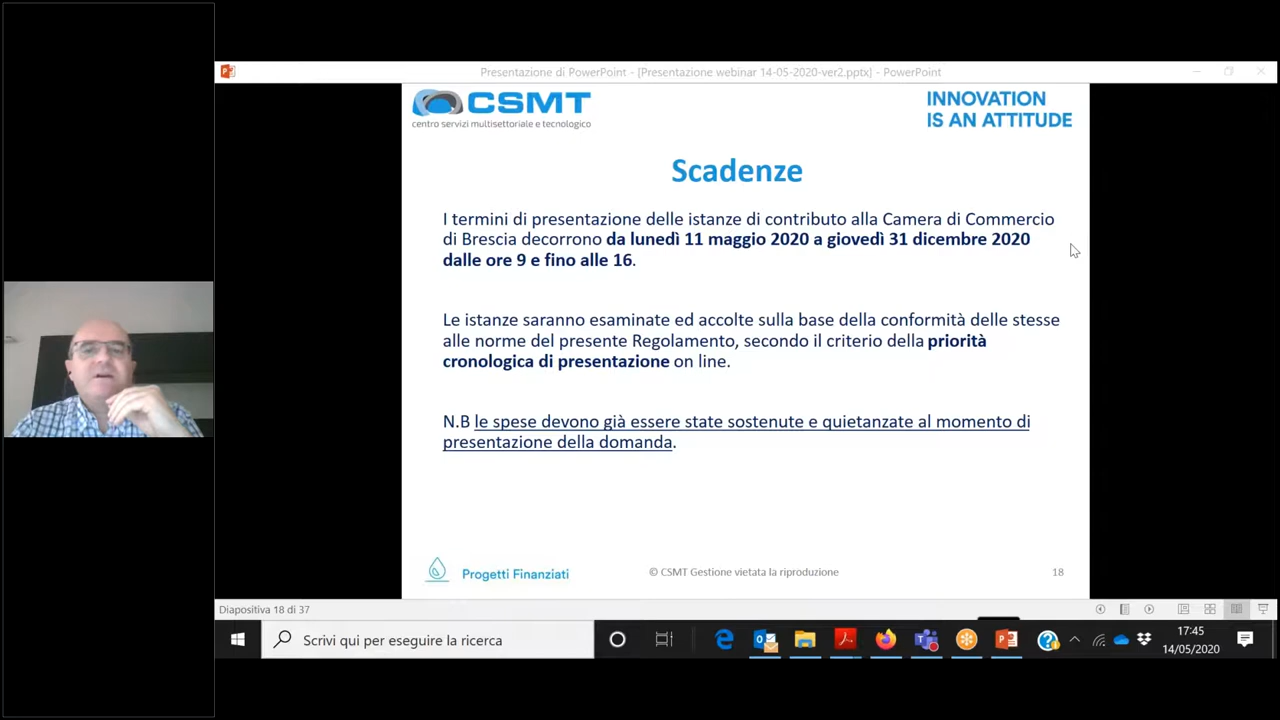 Presentazione di PowerPoint - [Presentazione webinar 14-05-2020-ver2.pptx] - PowerPoint
CSMT
centro servizi multisettoriale e tecnologico
INNOVATION
IS AN ATTITUDE
Scadenze
I termini di presentazione delle istanze di contributo alla Camera di Commercio
di Brescia decorrono da lunedì 11 maggio 2020 a giovedì 31 dicembre 2020
dalle ore 9 e fino alle 16.
Le istanze saranno esaminate ed accolte sulla base della conformità delle stesse
alle norme del presente Regolamento, secondo il criterio della priorità
cronologica di presentazione on line.
N.B le spese devono già essere state sostenute e quietanzate al momento di
presentazione della domanda.
Progetti Finanziati
© CSMT Gestione vietata la riproduzione
18
Diapositiva 18 di 37
Scrivi qui per eseguire la ricerca
17:45
14/05/2020